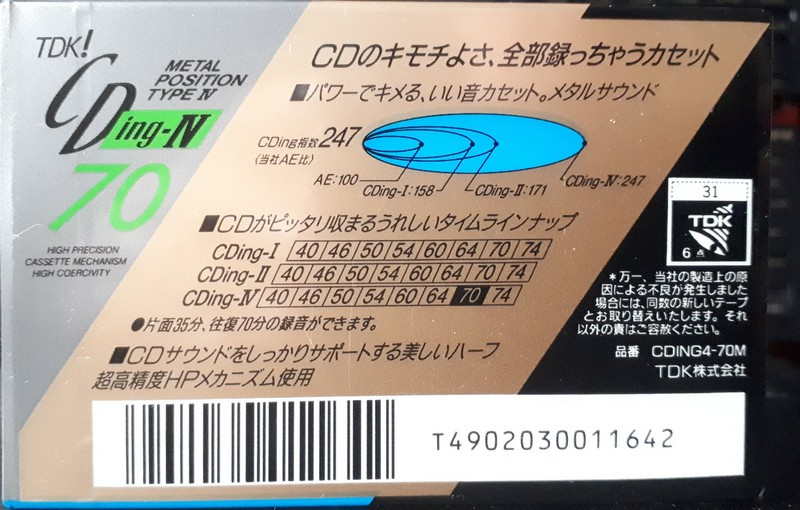 TDK!
CDing-IV
METAL
POSITION
TYPE IV
70
HIGH PRECISION
CASSETTE MECHANISM
HIGH COERCIVITY
CDのキモチよさ、全部録っちゃうカセット
■パワーでキメる、いい音カセット。メタルサウンド
CDing指数247
(当社AE比)
AE:100
CDing-I:158
CDing-II:171
CDing-IV:247
■CDがピッタリ収まるうれしいタイムラインナップ
CDing-I 40 46 50 54 60 64 70 74
CDing-II 40 46 50 54 60 64 70 74
CDing-IV 40 46 50 54 60 64 70 74
●片面35分、往復70分の録音ができます。
■CDサウンドをしっかりサポートする美しいハーフ
超高精度HPメカニズム使用
31
TDK
6点
*万一、当社の製造上の原
因による不良が発生しました
場合には、同数の新しいテープ
とお取り替えいたします。それ
以外の責はご容赦ください。
品番 CDING4-70M
TDK株式会社
T4902030011642